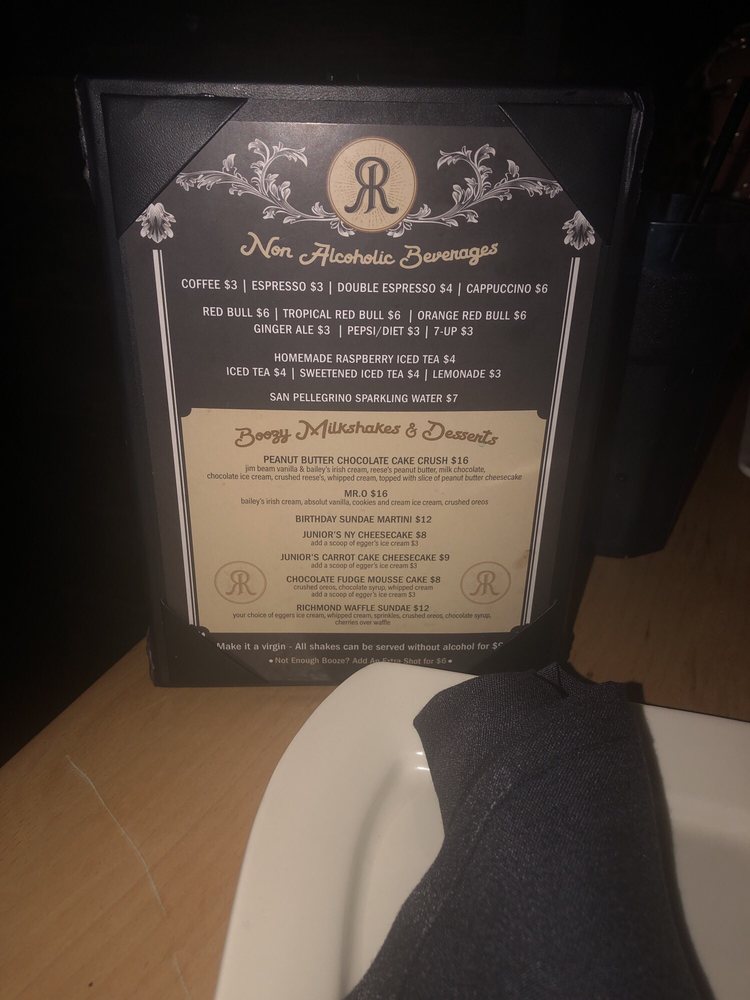 R
Non Alcoholic Beverages
COFFEE $3 | ESPRESSO $3 | DOUBLE ESPRESSO $4 | CAPPUCCINO $6
RED BULL $6 | TROPICAL RED BULL $6 | ORANGE RED BULL $6
GINGER ALE $3 | PEPSI/DIET $3 | 7-UP $3
HOMEMADE RASPBERRY ICED TEA $4
ICED TEA $4 | SWEETENED ICED TEA $4 | LEMONADE $3
SAN PELLEGRINO SPARKLING WATER $7
Boozy Milkshakes & Desserts
PEANUT BUTTER CHOCOLATE CAKE CRUSH $16
jim beam vanilla & bailey's irish cream, reese's peanut butter, milk chocolate,
chocolate ice cream, crushed reese's, whipped cream, topped with slice of peanut butter cheesecake
MR.O $16
bailey's irish cream, absolut vanilla, cookies and cream ice cream, crushed oreos
BIRTHDAY SUNDAE MARTINI $12
JUNIOR'S NY CHEESECAKE $8
add a scoop of egger's ice cream $3
JUNIOR'S CARROT CAKE CHEESECAKE $9
add a scoop of egger's ice cream $3
CHOCOLATE FUDGE MOUSSE CAKE $8
crushed oreos, chocolate syrup, whipped cream
add a scoop of egger's ice cream $3
RICHMOND WAFFLE SUNDAE $12
your choice of eggers ice cream, whipped cream, sprinkles, crushed oreos, chocolate syrup,
cherries over waffle
R
R
Make it a virgin - All shakes can be served without alcohol for
• Not Enough Booze? Add An Extra Shot for $6 •